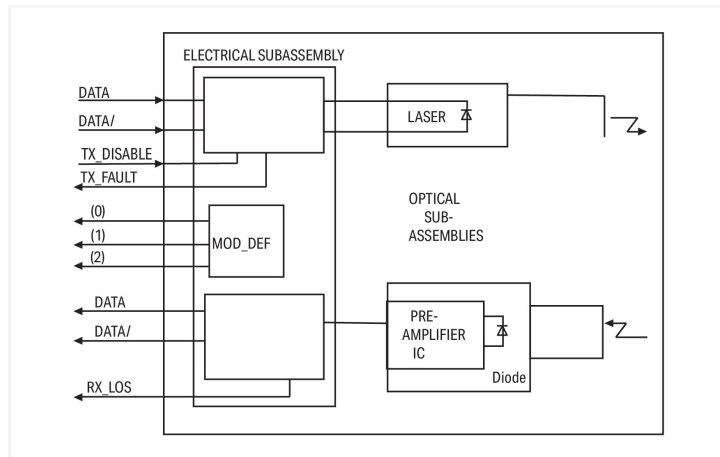 ELECTRICAL SUBASSEMBLY
DATA
DATA/
TX_DISABLE
TX_FAULT
LASER
(0)
(1)
(2)
MOD_DEF
OPTICAL
SUB-
ASSEMBLIES
DATA
DATA/
RX_LOS
PRE-
AMPLIFIER
IC
Diode